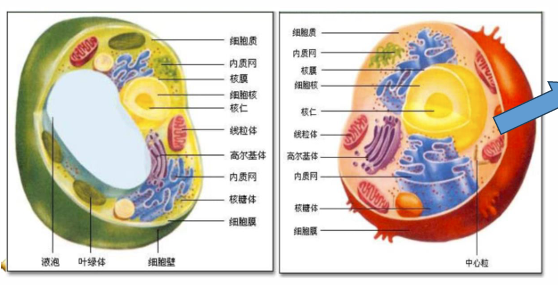 细胞质
内质网
核膜
细胞核
核仁
线粒体
高尔基体
内质网
核糖体
细胞膜
液泡
叶绿体
细胞壁
细胞质
内质网
核膜
细胞核
核仁
线粒体
高尔基体
内质网
核糖体
细胞膜
中心粒